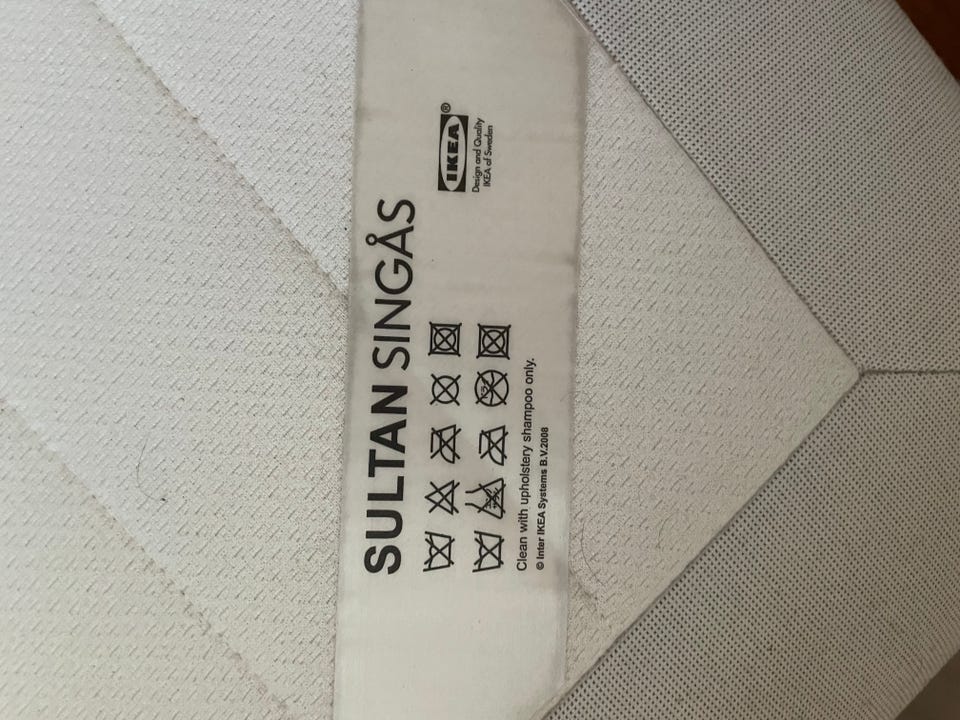 SULTAN SINGÅS
Clean with upholstery shampoo only.
© Inter IKEA Systems B.V.2008
IKEA®
Design and Quality
IKEA of Sweden